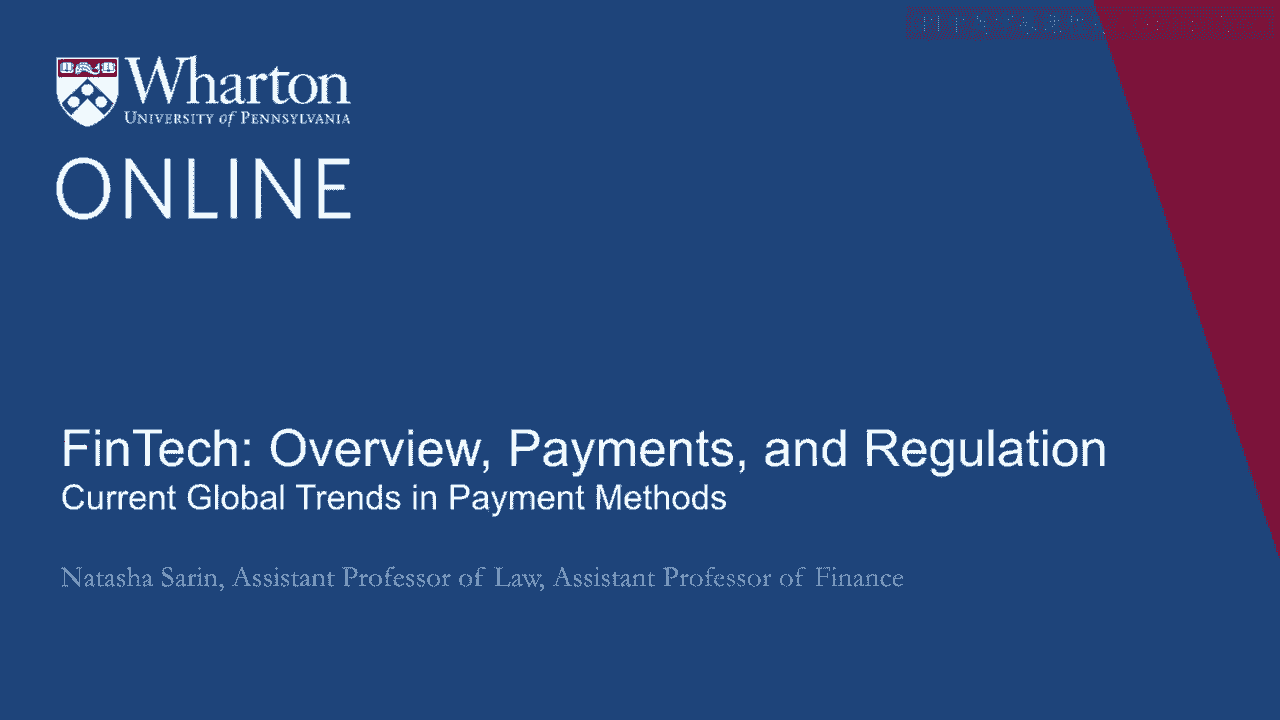 Wharton
UNIVERSITY of PENNSYLVANIA
ONLINE
FinTech: Overview, Payments, and Regulation
Current Global Trends in Payment Methods
Natasha Sarin, Assistant Professor of Law, Assistant Professor of Finance